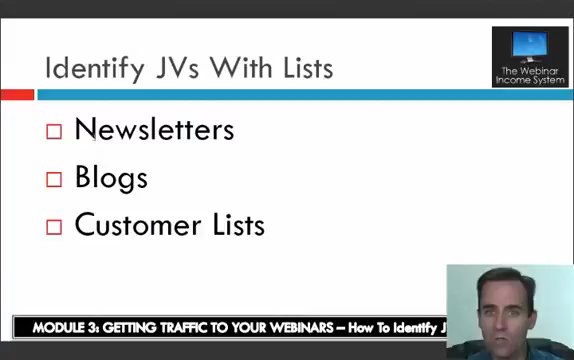 Identify JVs With Lists
The Webinar
Income System
Newsletters
Blogs
Customer Lists
MODULE 3: GETTING TRAFFIC TO YOUR WEBINARS – How To Identify J